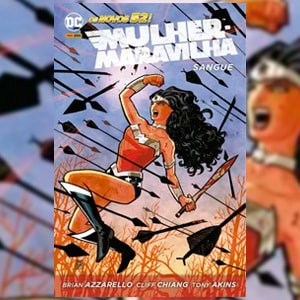 DC
OS NOVOS 52!
PANINI
MULHER-
MARAVILHA
SANGUE
BRIAN AZZARELLO CLIFF CHIANG TONY AKINS